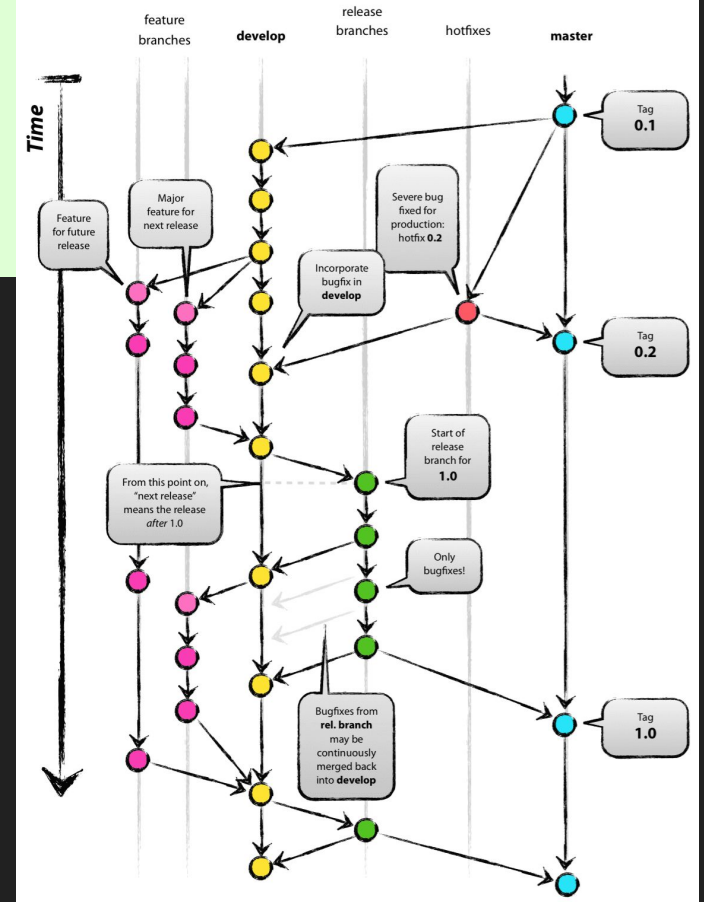 feature
branches
develop
release
branches
hotfixes
master
Time
Tag
0.1
Major
feature for
next release
Feature
for future
release
Severe bug
fixed for
production:
hotfix 0.2
Incorporate
bugfix in
develop
Tag
0.2
Start of
release
branch for
1.0
From this point on,
“next release”
means the release
after 1.0
Only
bugfixes!
Bugfixes from
rel. branch
may be
continuously
merged back
into develop
Tag
1.0